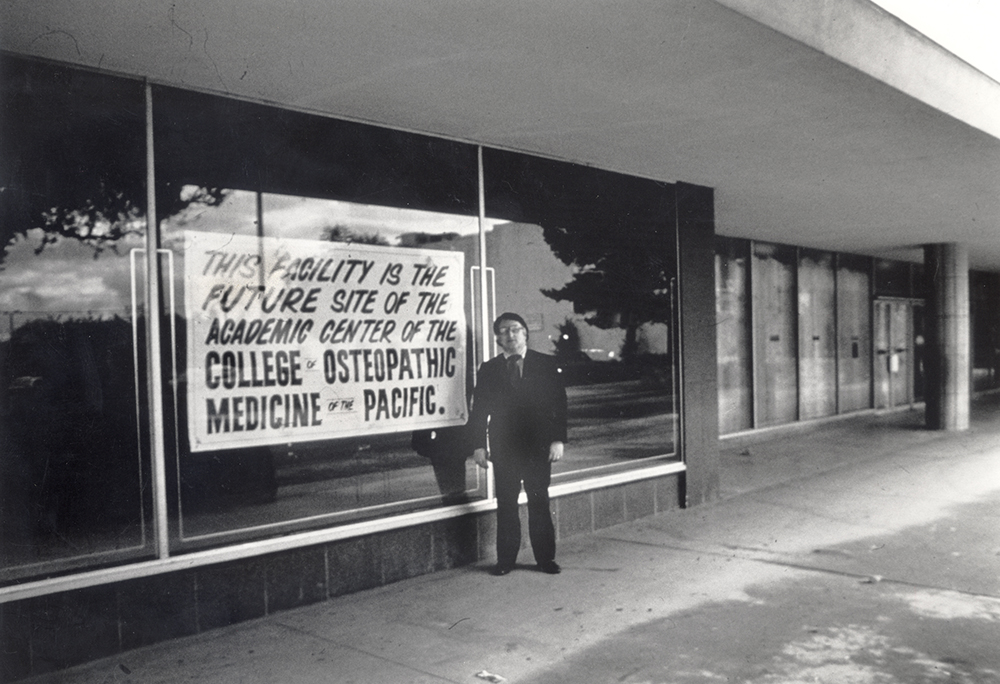 THIS FACILITY IS THE
FUTURE SITE OF THE
ACADEMIC CENTER OF THE
COLLEGE OF OSTEOPATHIC
MEDICINE OF THE PACIFIC.